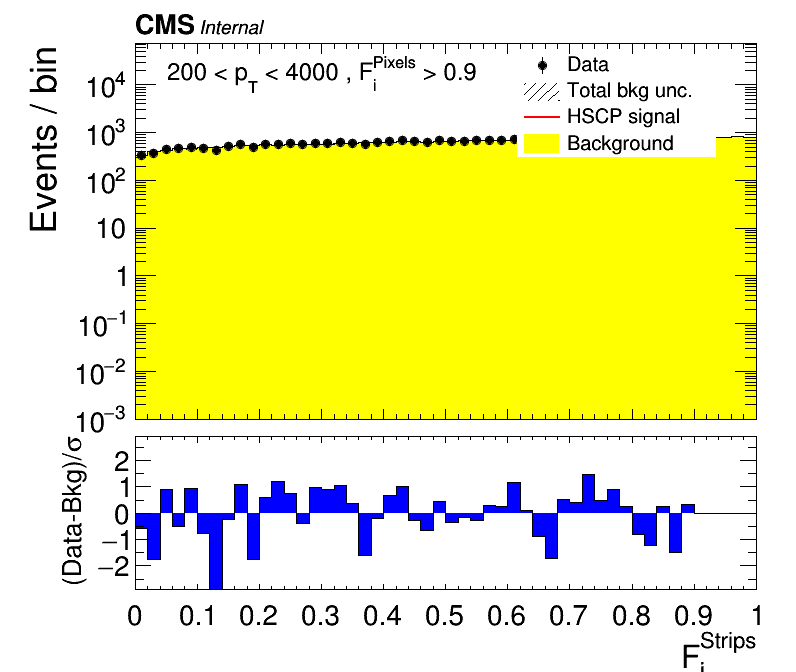 CMS Internal
Events / bin
200 < p_T < 4000 , F_i^Pixels > 0.9
Data
Total bkg unc.
HSCP signal
Background
10^4
10^3
10^2
10
1
10^−1
10^−2
10^−3
(Data-Bkg)/σ
2
1
0
−1
−2
0 0.1 0.2 0.3 0.4 0.5 0.6 0.7 0.8 0.9 1
F_i^Strips